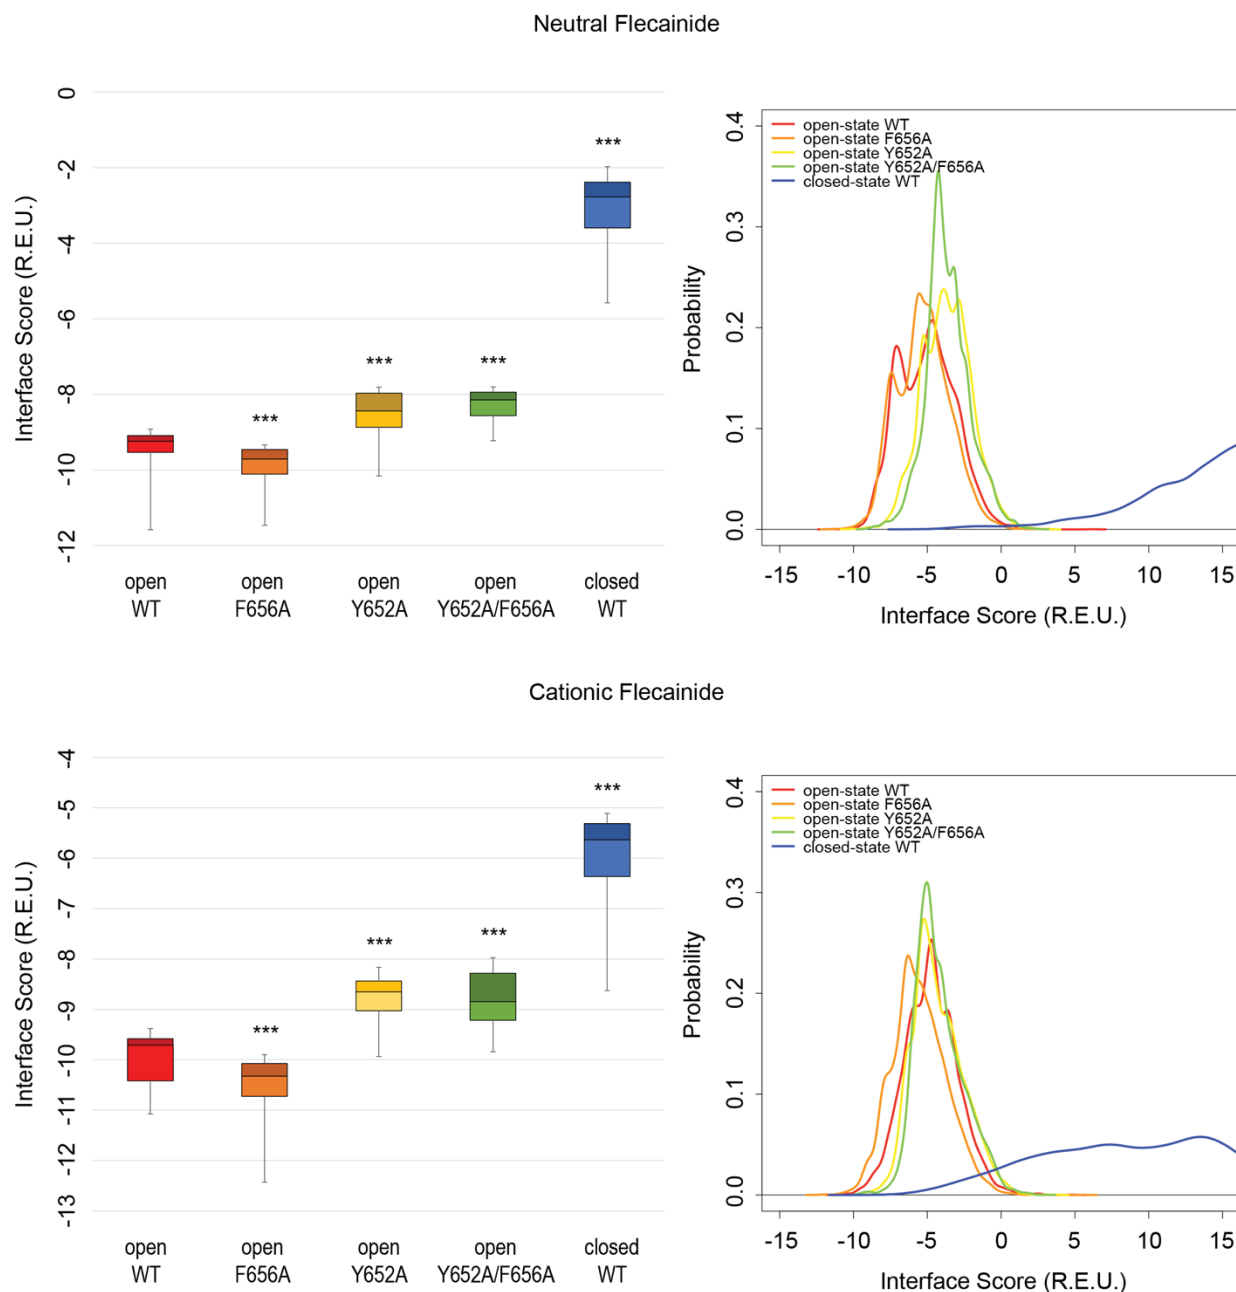 Neutral Flecainide
Interface Score (R.E.U.)
0
-2
-4
-6
-8
-10
-12
***
***
***
***
open
WT
open
F656A
open
Y652A
open
Y652A/F656A
closed
WT
Probability
0.4
0.3
0.2
0.1
0.0
open-state WT
open-state F656A
open-state Y652A
open-state Y652A/F656A
closed-state WT
-15 -10 -5 0 5 10 15
Interface Score (R.E.U.)
Cationic Flecainide
Interface Score (R.E.U.)
-4
-5
-6
-7
-8
-9
-10
-11
-12
-13
***
***
***
***
open
WT
open
F656A
open
Y652A
open
Y652A/F656A
closed
WT
Probability
0.4
0.3
0.2
0.1
0.0
open-state WT
open-state F656A
open-state Y652A
open-state Y652A/F656A
closed-state WT
-15 -10 -5 0 5 10 15
Interface Score (R.E.U.)